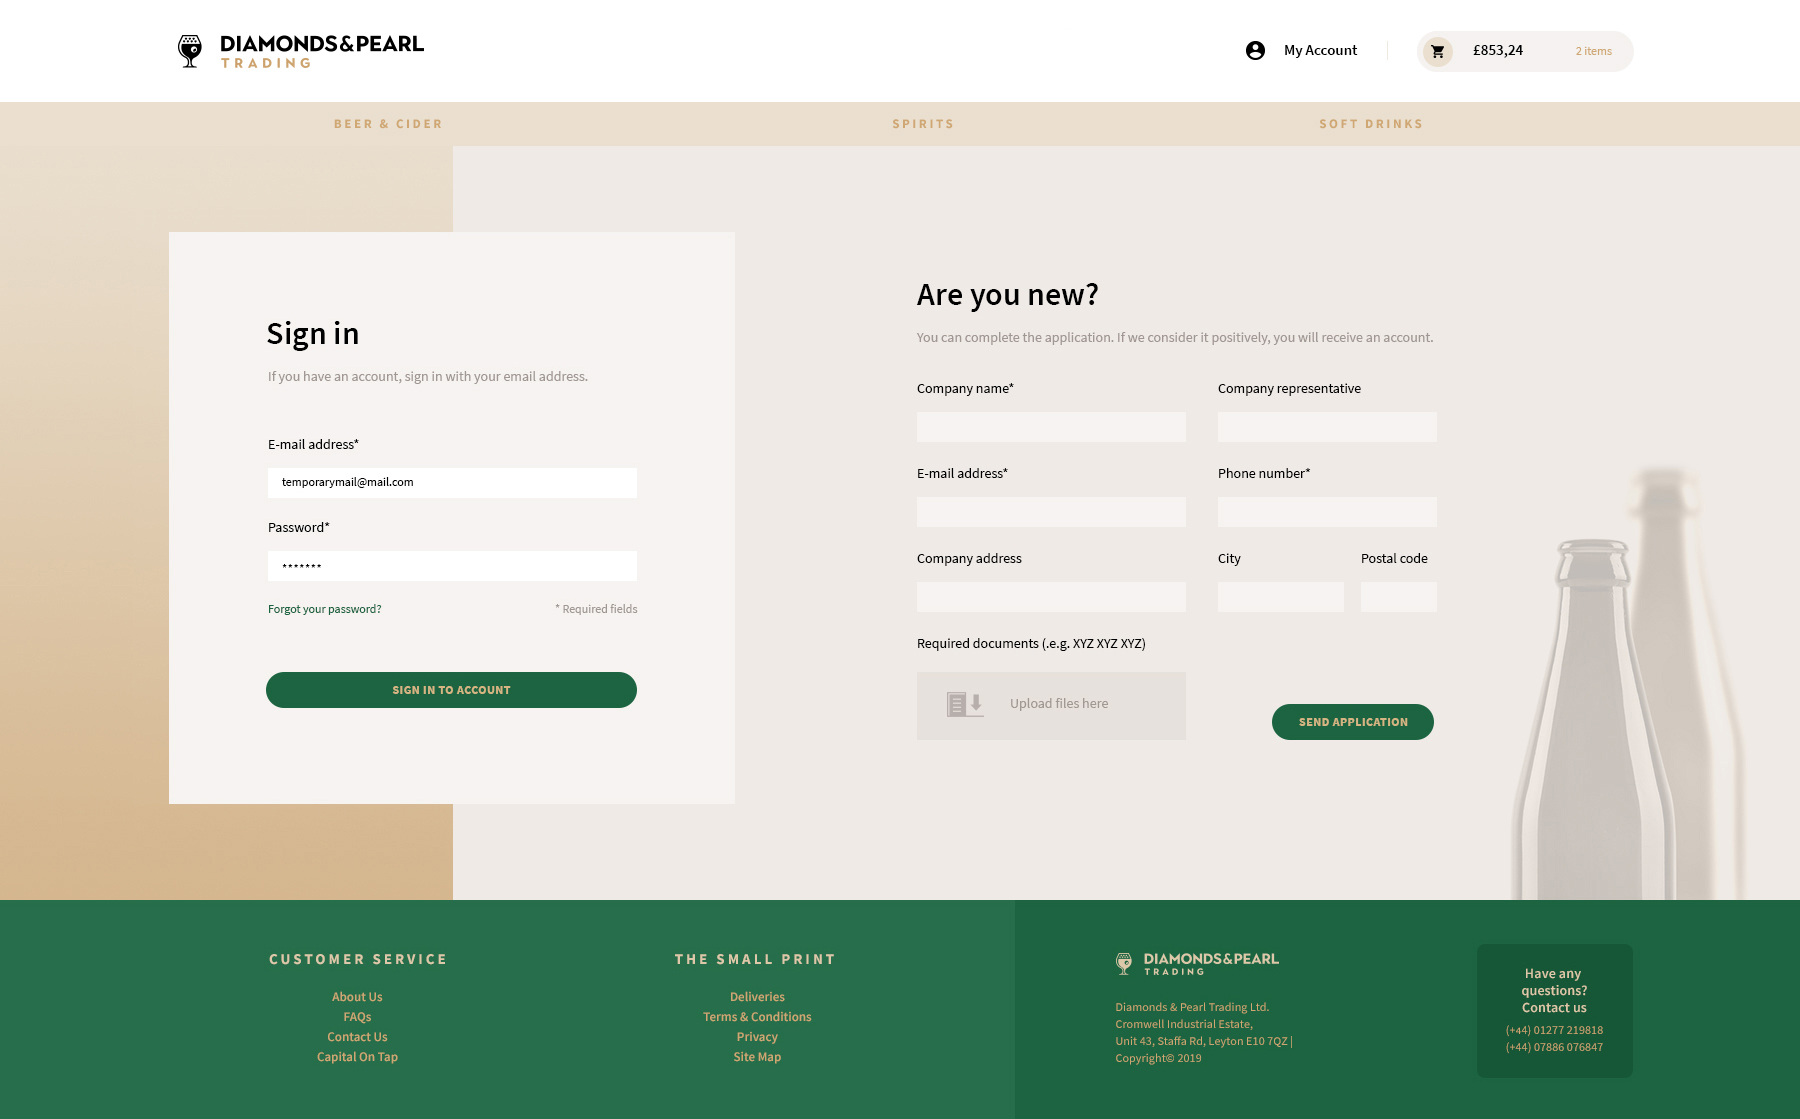 DIAMONDS&PEARL
TRADING
My Account
£853,24
2 items
BEER & CIDER
SPIRITS
SOFT DRINKS
Sign in
If you have an account, sign in with your email address.
E-mail address*
temporarymail@mail.com
Password*
*******
Forgot your password?
* Required fields
SIGN IN TO ACCOUNT
Are you new?
You can complete the application. If we consider it positively, you will receive an account.
Company name*
Company representative
E-mail address*
Phone number*
Company address
City
Postal code
Required documents (.e.g. XYZ XYZ XYZ)
Upload files here
SEND APPLICATION
CUSTOMER SERVICE
About Us
FAQs
Contact Us
Capital On Tap
THE SMALL PRINT
Deliveries
Terms & Conditions
Privacy
Site Map
DIAMONDS&PEARL
TRADING
Diamonds & Pearl Trading Ltd.
Cromwell Industrial Estate,
Unit 43, Staffa Rd, Leyton E10 7QZ |
Copyright© 2019
Have any
questions?
Contact us
(+44) 01277 219818
(+44) 07886 076847